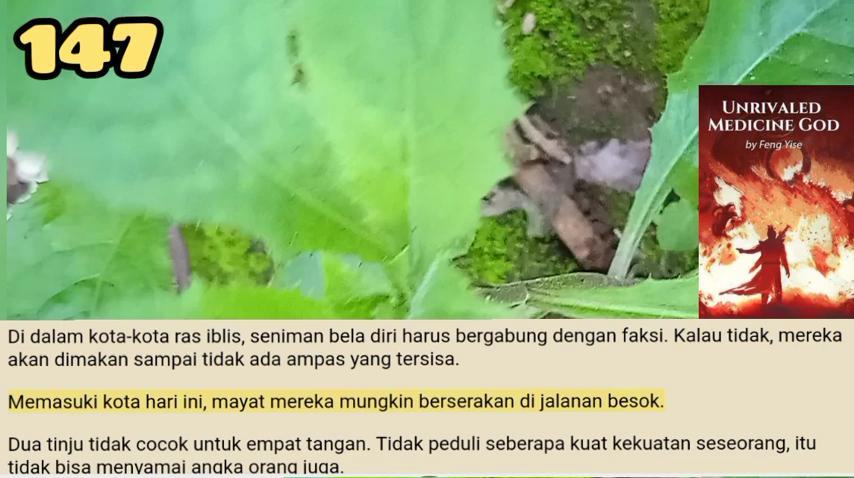 147
UNRIVALED
MEDICINE GOD
by Feng Yise
Di dalam kota-kota ras iblis, seniman bela diri harus bergabung dengan faksi. Kalau tidak, mereka
akan dimakan sampai tidak ada ampas yang tersisa.
Memasuki kota hari ini, mayat mereka mungkin berserakan di jalanan besok.
Dua tinju tidak cocok untuk empat tangan. Tidak peduli seberapa kuat kekuatan seseorang, itu
tidak bisa menyamai angka orang juga.